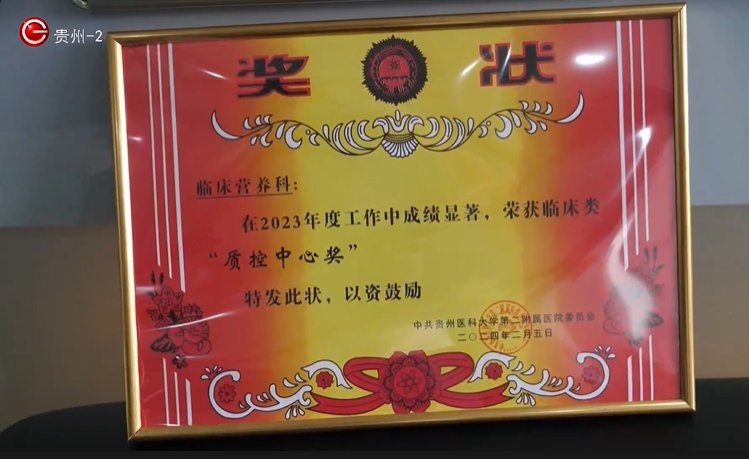 贵州-2
奖状
临床营养科：
在2023年度工作中成绩显著，荣获临床类
“质控中心奖”
特发此状，以资鼓励
中共贵州医科大学第二附属医院委员会
二〇二四年二月五日